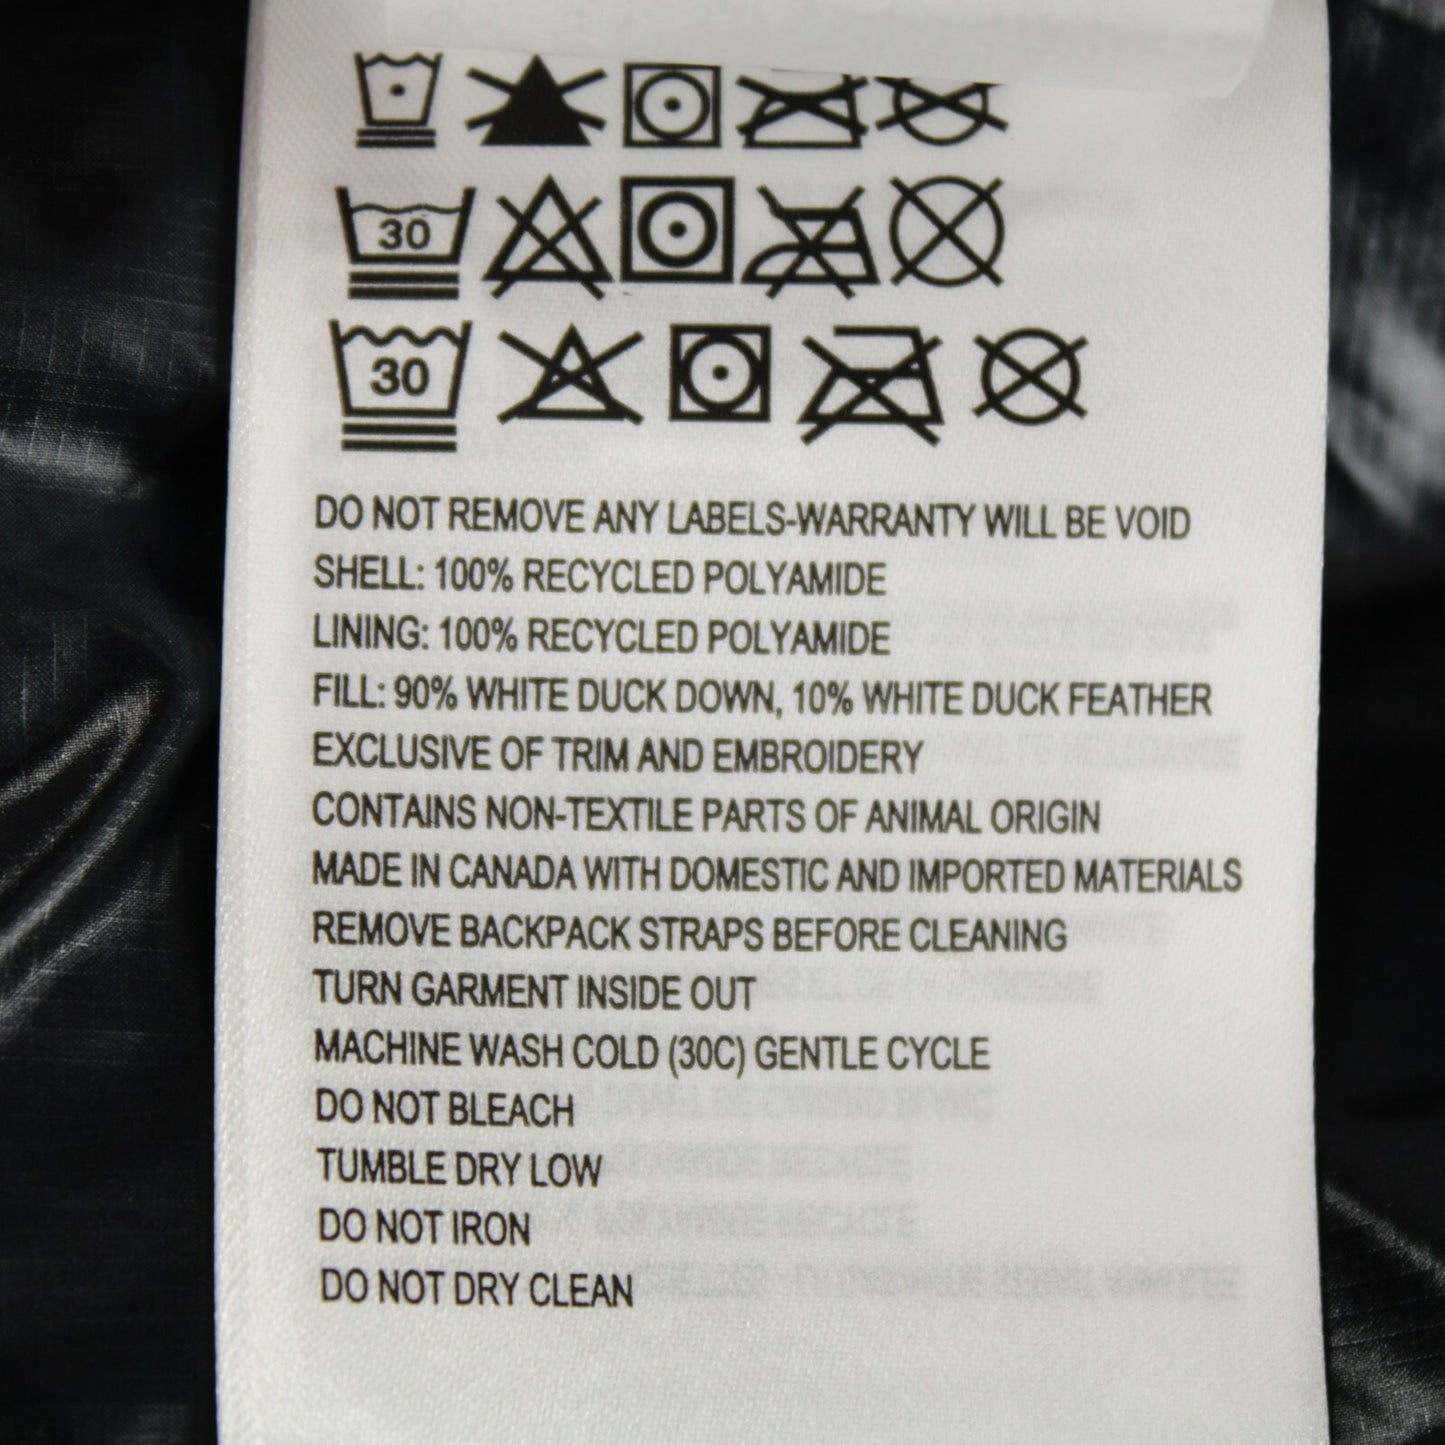 30
30
DO NOT REMOVE ANY LABELS-WARRANTY WILL BE VOID
SHELL: 100% RECYCLED POLYAMIDE
LINING: 100% RECYCLED POLYAMIDE
FILL: 90% WHITE DUCK DOWN, 10% WHITE DUCK FEATHER
EXCLUSIVE OF TRIM AND EMBROIDERY
CONTAINS NON-TEXTILE PARTS OF ANIMAL ORIGIN
MADE IN CANADA WITH DOMESTIC AND IMPORTED MATERIALS
REMOVE BACKPACK STRAPS BEFORE CLEANING
TURN GARMENT INSIDE OUT
MACHINE WASH COLD (30C) GENTLE CYCLE
DO NOT BLEACH
TUMBLE DRY LOW
DO NOT IRON
DO NOT DRY CLEAN